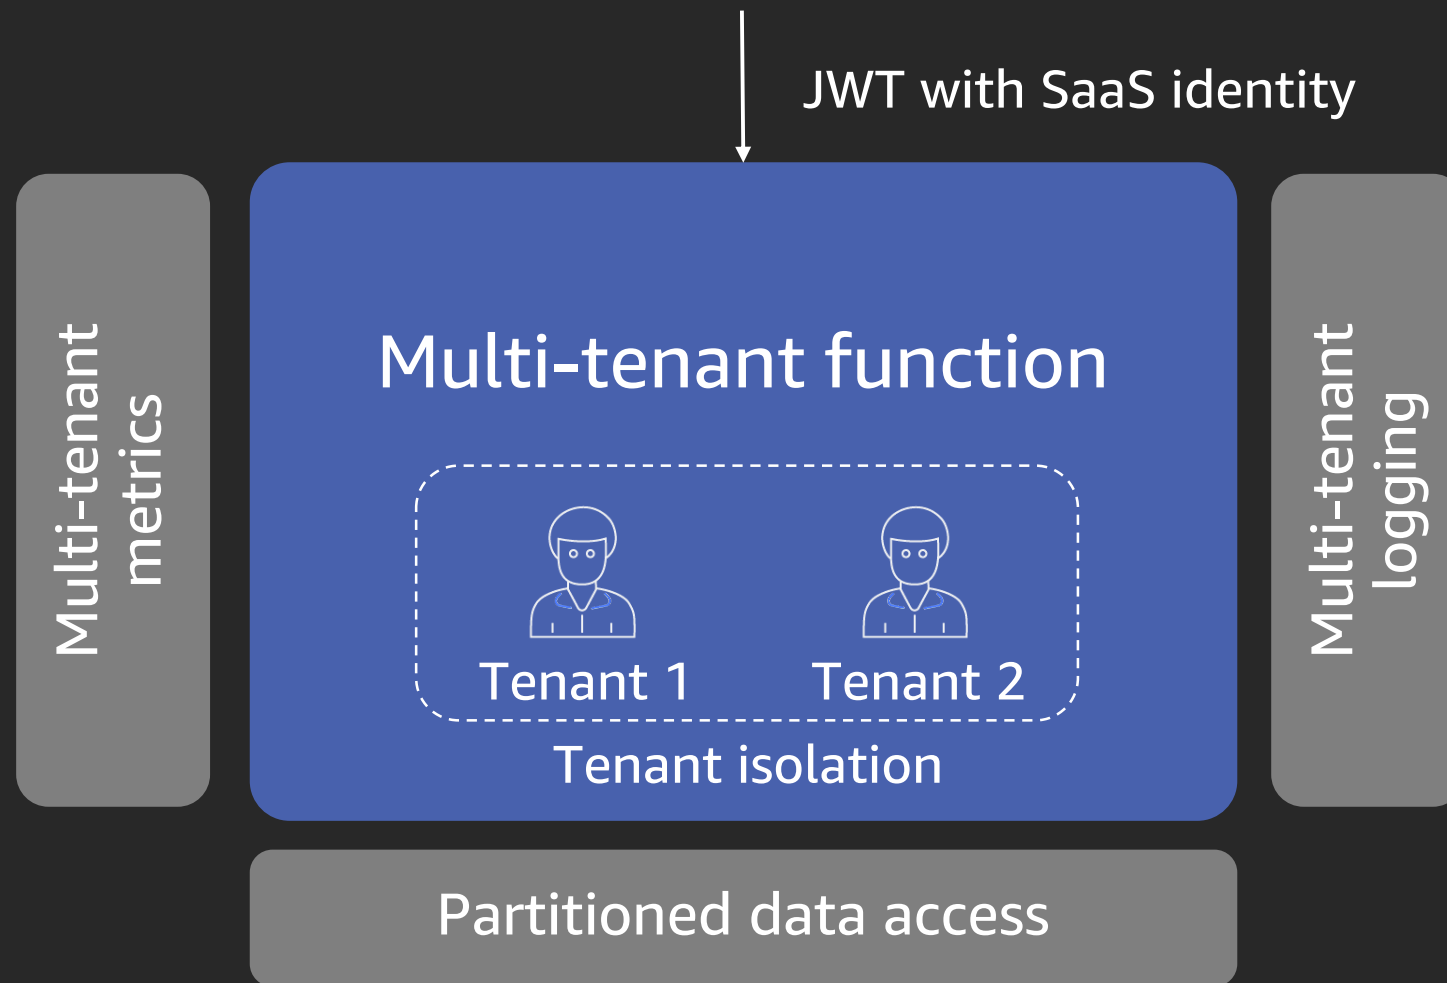 JWT with SaaS identity
Multi-tenant
metrics
Multi-tenant function
Tenant 1
Tenant 2
Tenant isolation
Multi-tenant
logging
Partitioned data access